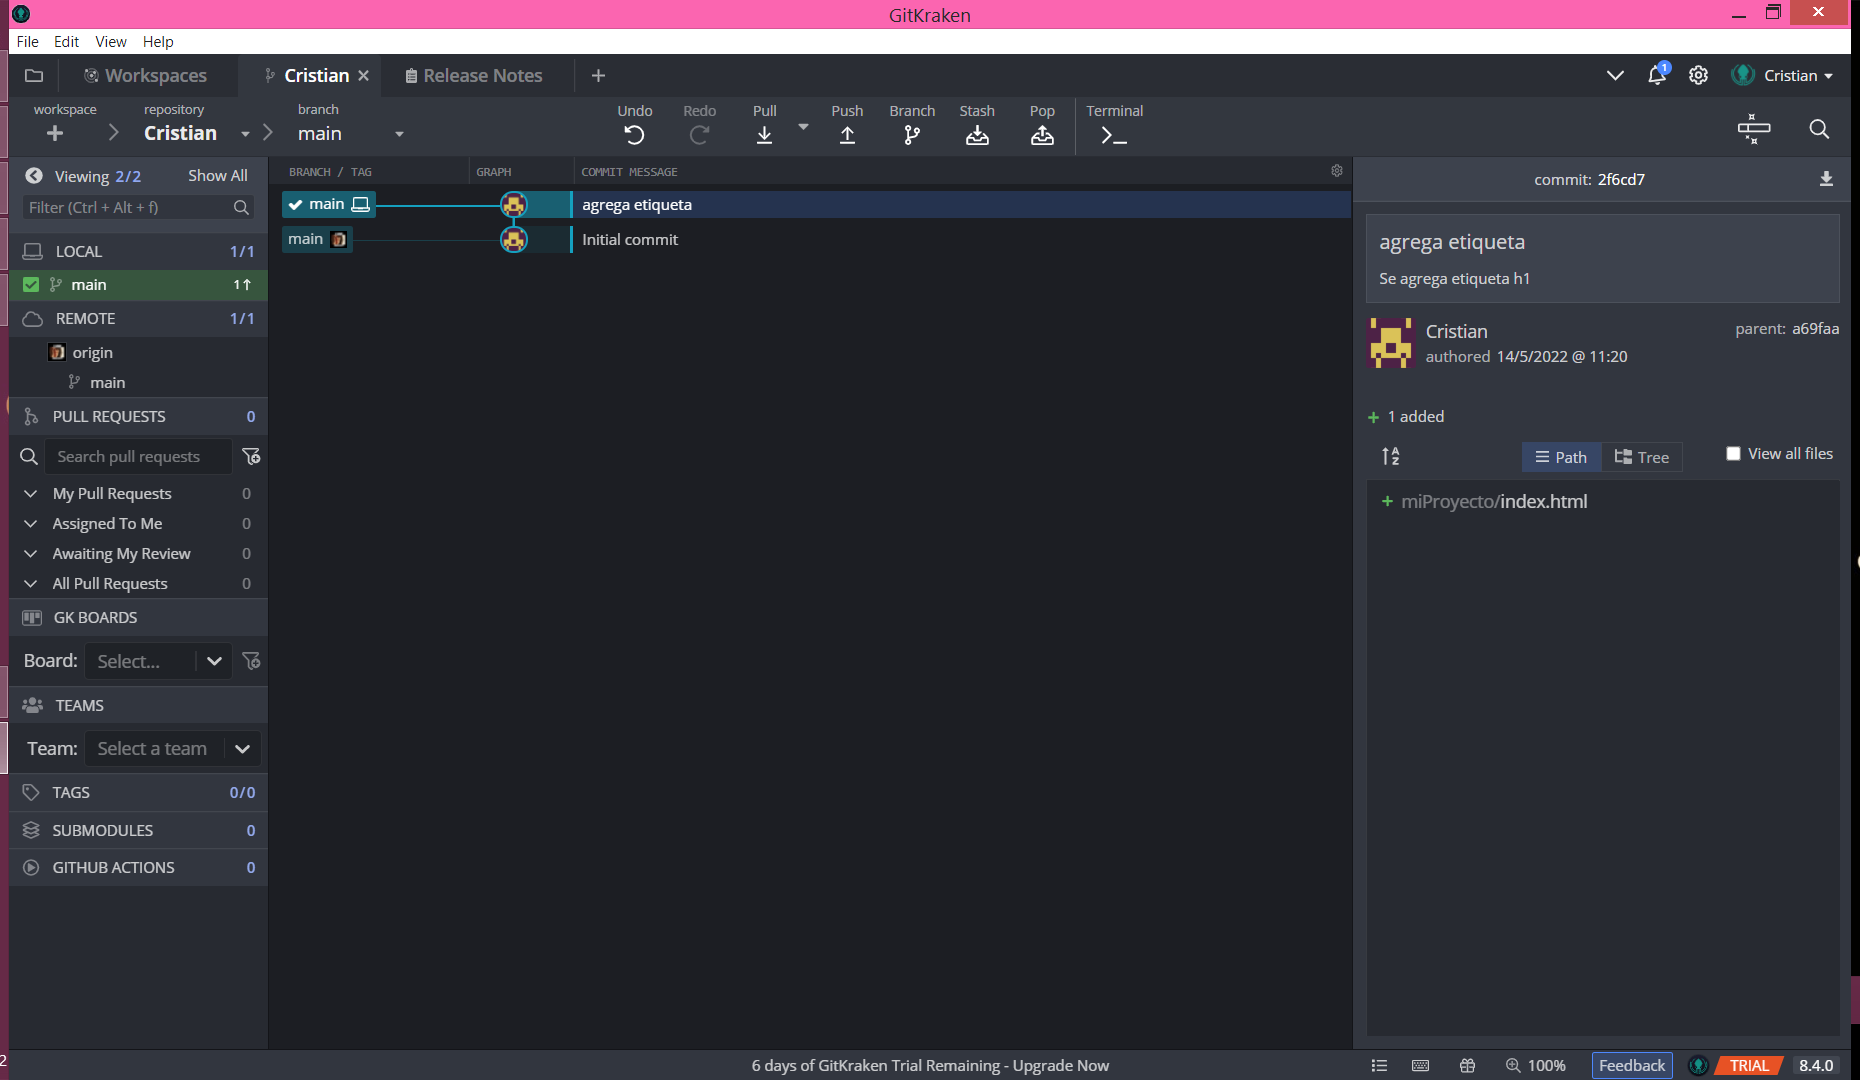 GitKraken
File Edit View Help
Workspaces Cristian Release Notes 1 Cristian
workspace repository branch
Cristian main
Undo Redo Pull Push Branch Stash Pop Terminal
Viewing 2/2 Show All
Filter (Ctrl + Alt + f)
LOCAL 1/1
main 1↑
REMOTE 1/1
origin
main
PULL REQUESTS 0
Search pull requests
My Pull Requests 0
Assigned To Me 0
Awaiting My Review 0
All Pull Requests 0
GK BOARDS
Board: Select...
TEAMS
Team: Select a team
TAGS 0/0
SUBMODULES 0
GITHUB ACTIONS 0
BRANCH / TAG GRAPH COMMIT MESSAGE
main agrega etiqueta
main Initial commit
commit: 2f6cd7
agrega etiqueta
Se agrega etiqueta h1
Cristian parent: a69faa
authored 14/5/2022 @ 11:20
+ 1 added
A Z Path Tree View all files
+ miProyecto/index.html
2
6 days of GitKraken Trial Remaining - Upgrade Now 100% Feedback TRIAL 8.4.0